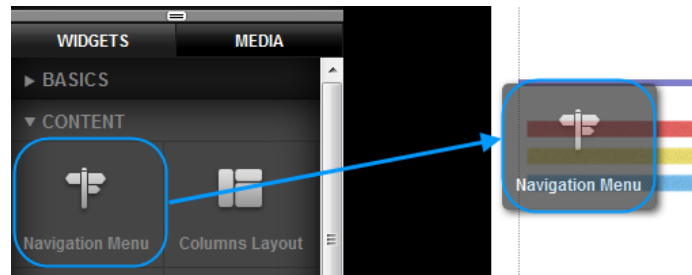 WIDGETS MEDIA
BASICS
CONTENT
Navigation Menu Columns Layout
Navigation Menu